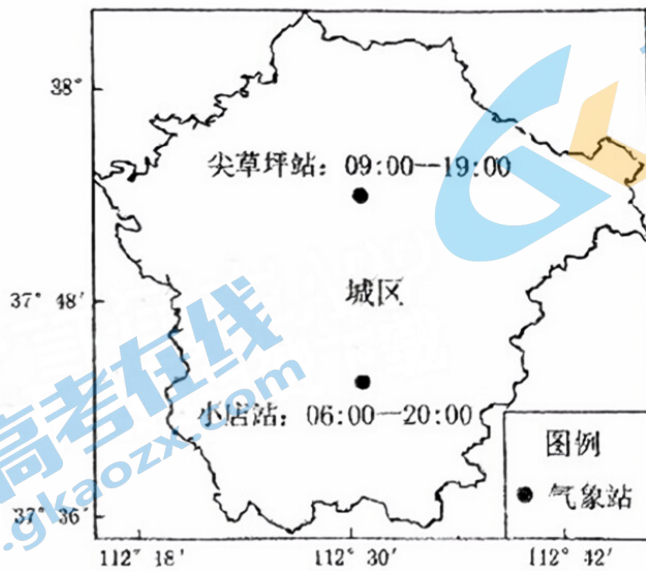 38°
尖草坪站：09:00--19:00
37° 48′
城区
小店站：06:00—20:00
图例
气象站
37° 36′
112° 18′
112° 30′
112° 42′
高考在线
.gkaozx.com